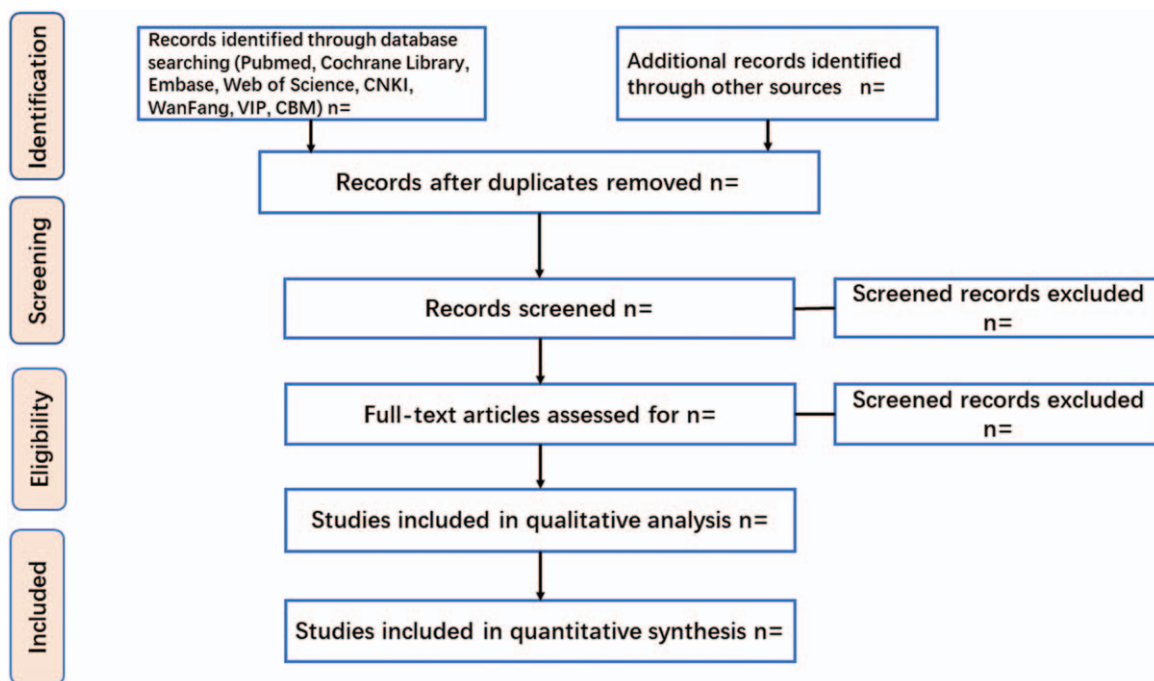 Identification
Records identified through database
searching (Pubmed, Cochrane Library,
Embase, Web of Science, CNKI,
WanFang, VIP, CBM) n=
Additional records identified
through other sources n=
Records after duplicates removed n=
Screening
Records screened n=
Screened records excluded
n=
Eligibility
Full-text articles assessed for n=
Screened records excluded
n=
Studies included in qualitative analysis n=
Included
Studies included in quantitative synthesis n=